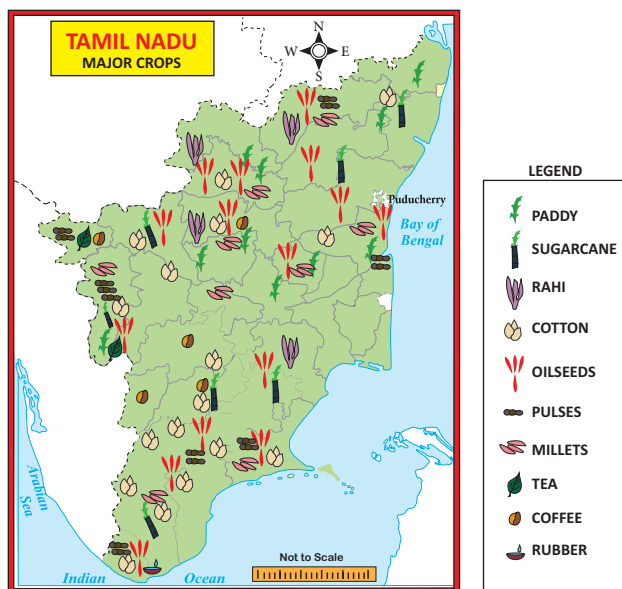 TAMIL NADU
MAJOR CROPS
N
W
E
S
Puducherry
Bay of
Bengal
Arabian
Sea
Indian
Ocean
Not to Scale
LEGEND
PADDY
SUGARCANE
RAHI
COTTON
OILSEEDS
PULSES
MILLETS
TEA
COFFEE
RUBBER